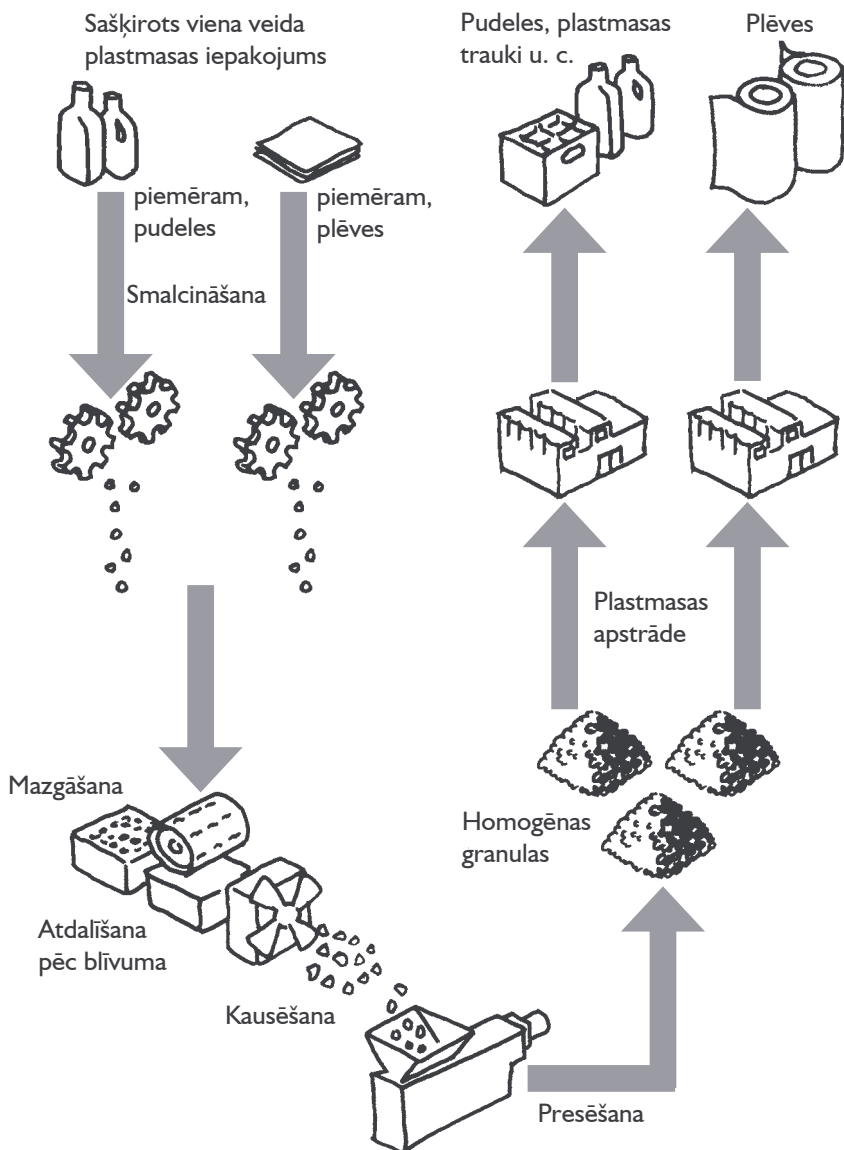 Sašķirots viena veida
plastmasas iepakojums
piemēram,
pudeles
piemēram,
plēves
Smalcināšana
Mazgāšana
Atdalīšana
pēc blīvuma
Kausēšana
Presēšana
Homogēnas
granulas
Plastmasas
apstrāde
Pudeles, plastmasas
trauki u. c.
Plēves